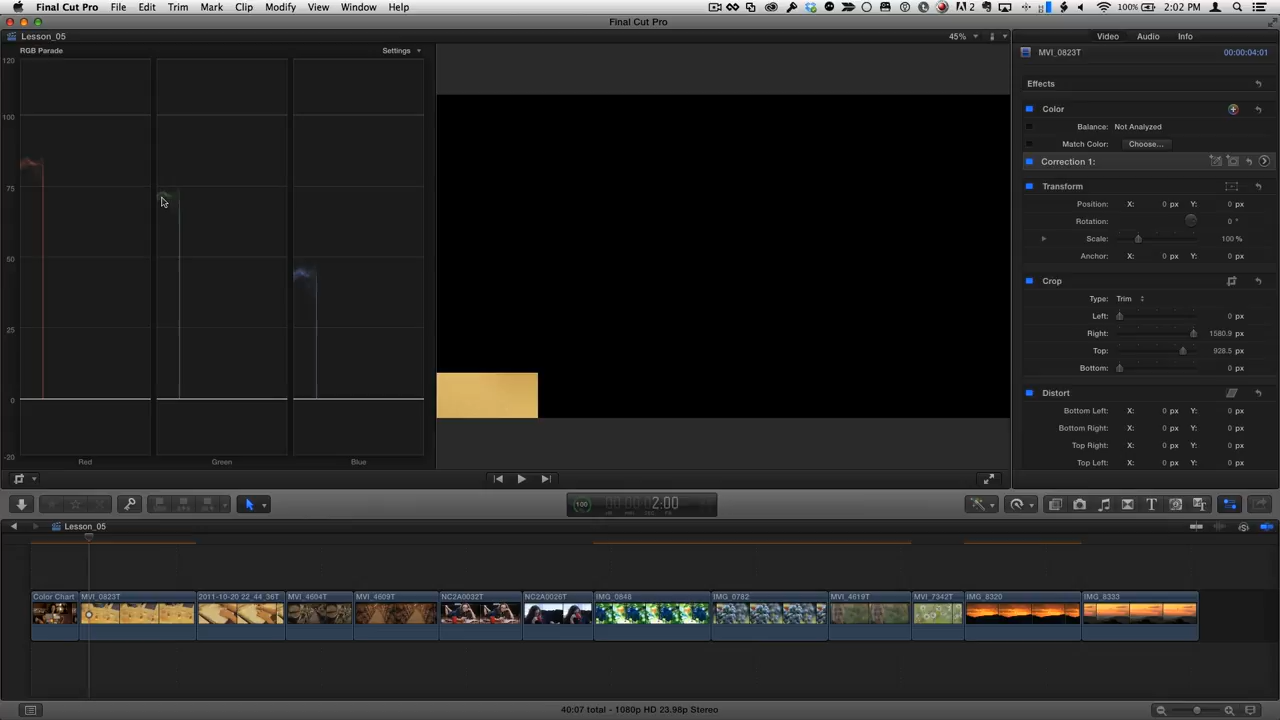 Final Cut Pro File Edit Trim Mark Clip Modify View Window Help 2 100% 2:02 PM
Final Cut Pro
Lesson_05 45% Video Audio Info
RGB Parade Settings MVI_0823T 00:00:04:01
120
100
75
50
25
0
-20
Red Green Blue
Effects
Color
Balance: Not Analyzed
Match Color: Choose...
Correction 1:
Transform
Position: X: 0 px Y: 0 px
Rotation: 0 °
Scale: 100 %
Anchor: X: 0 px Y: 0 px
Crop
Type: Trim
Left: 0 px
Right: 1580.9 px
Top: 928.5 px
Bottom: 0 px
Distort
Bottom Left: X: 0 px Y: 0 px
Bottom Right: X: 0 px Y: 0 px
Top Right: X: 0 px Y: 0 px
Top Left: X: 0 px Y: 0 px
100 2:00
Lesson_05
Color Chart MVI_0823T 2011-10-20 22_44_36T MVI_4604T MVI_4609T NC2A0032T NC2A0026T IMG_0848 IMG_0782 MVI_4619T MVI_7342T IMG_8320 IMG_8333
40:07 total - 1080p HD 23.98p Stereo